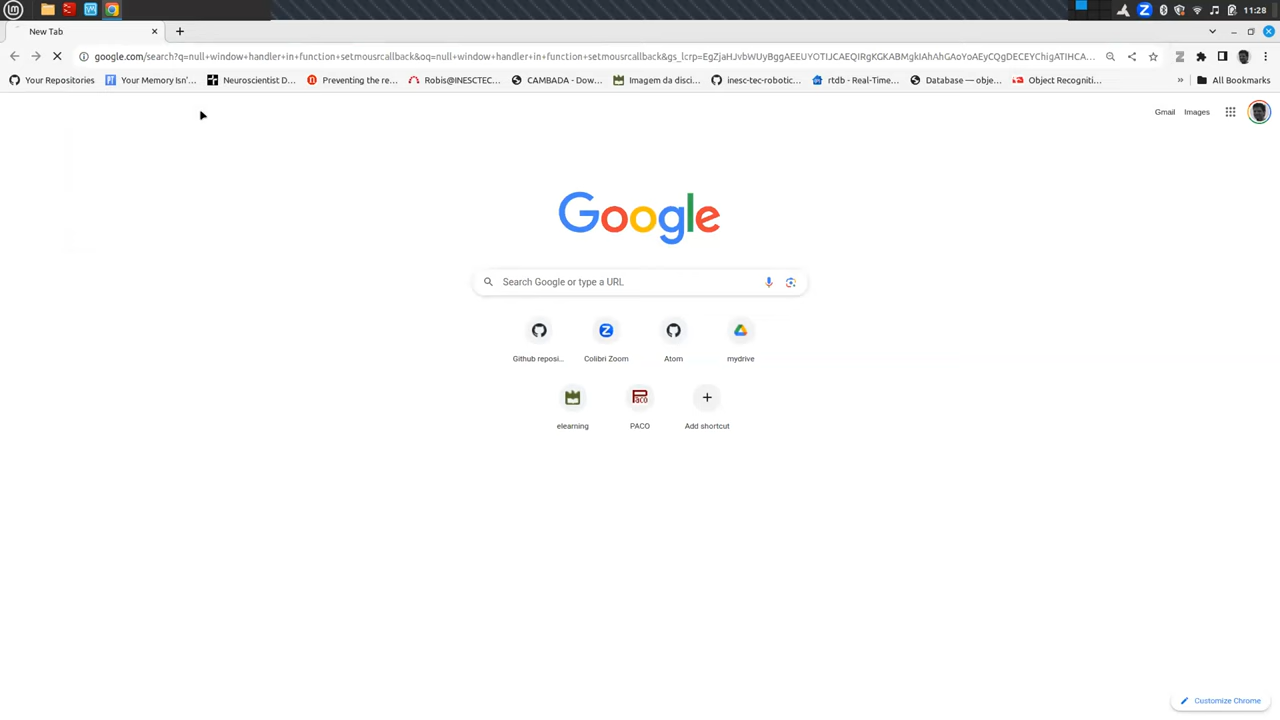 11:28
New Tab
google.com/search?q=null+window+handler+in+function+setmousrcallback&oq=null+window+handler+in+function+setmousrcallback&gs_lcrp=EgZjaHJvbWUyBggAEEUYOTIJCAEQIRgKGKABMgkIAhAhGAoYoAEyCQgDECEYChigATIHCA...
Your Repositories
Your Memory Isn'...
Neuroscientist D...
Preventing the re...
Robis@INESCTEC...
CAMBADA - Dow...
Imagem da disci...
inesc-tec-robotic...
rtdb - Real-Time...
Database — obje...
Object Recogniti...
»
All Bookmarks
Gmail
Images
Google
Search Google or type a URL
Github reposi...
Colibri Zoom
Atom
mydrive
elearning
PACO
Add shortcut
Customize Chrome